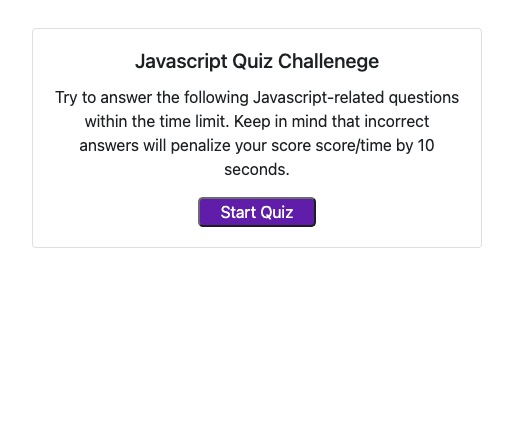 Javascript Quiz Challenege
Try to answer the following Javascript-related questions
within the time limit. Keep in mind that incorrect
answers will penalize your score score/time by 10
seconds.
Start Quiz